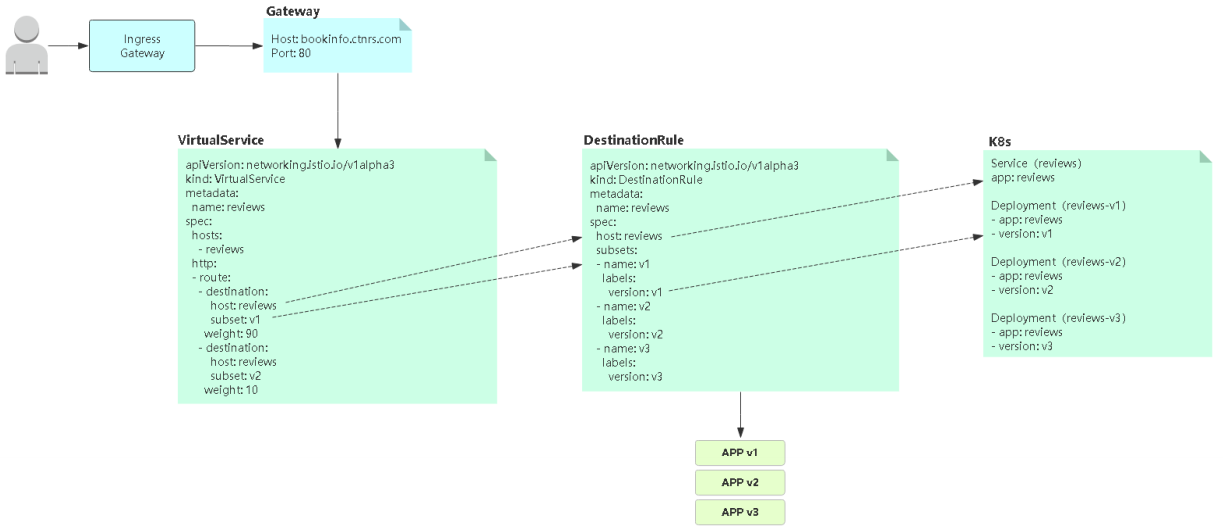 Ingress
Gateway
Gateway
Host: bookinfo.ctnrs.com
Port: 80
VirtualService
apiVersion: networking.istio.io/v1alpha3
kind: VirtualService
metadata:
  name: reviews
spec:
  hosts:
    - reviews
  http:
  - route:
    - destination:
        host: reviews
        subset: v1
      weight: 90
    - destination:
        host: reviews
        subset: v2
      weight: 10
DestinationRule
apiVersion: networking.istio.io/v1alpha3
kind: DestinationRule
metadata:
  name: reviews
spec:
  host: reviews
  subsets:
  - name: v1
    labels:
      version: v1
  - name: v2
    labels:
      version: v2
  - name: v3
    labels:
      version: v3
K8s
Service (reviews)
app: reviews
Deployment (reviews-v1)
- app: reviews
- version: v1
Deployment (reviews-v2)
- app: reviews
- version: v2
Deployment (reviews-v3)
- app: reviews
- version: v3
APP v1
APP v2
APP v3